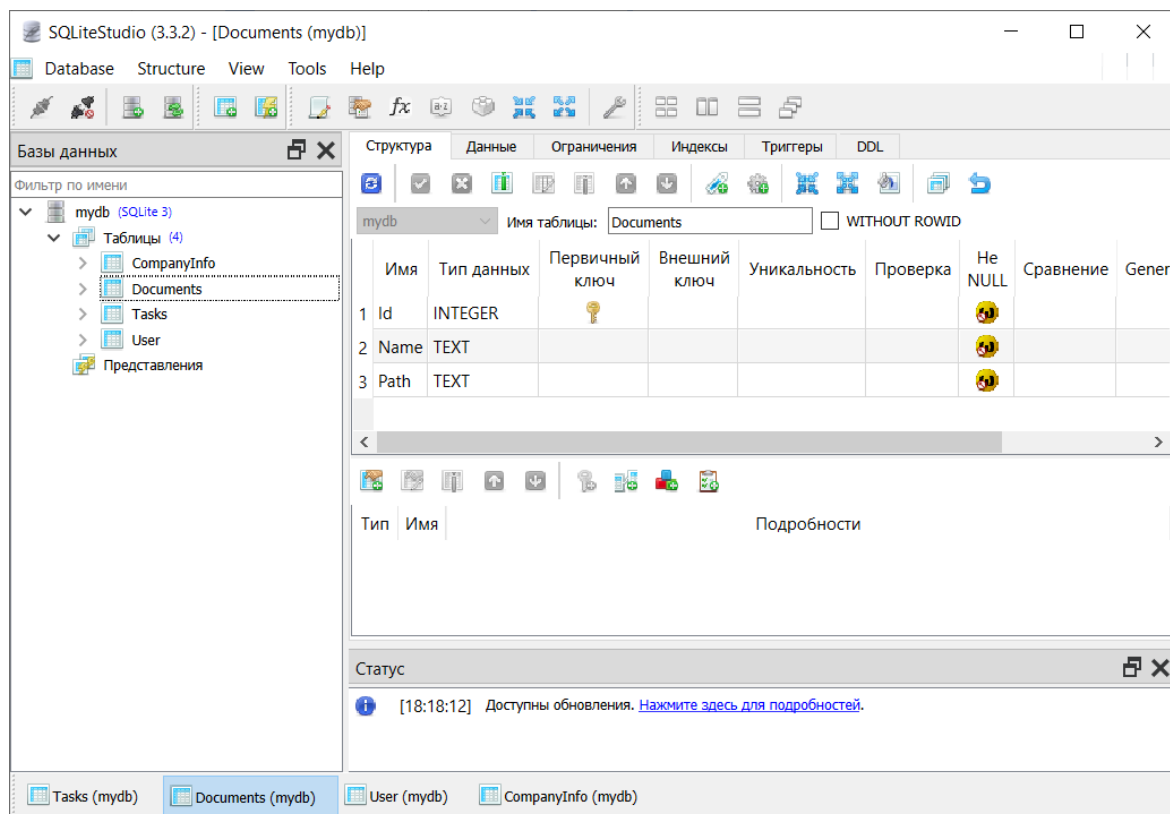 SQLiteStudio (3.3.2) - [Documents (mydb)]
Database Structure View Tools Help
fx a-z
Базы данных
Фильтр по имени
mydb (SQLite 3)
Таблицы (4)
CompanyInfo
Documents
Tasks
User
Представления
Структура Данные Ограничения Индексы Триггеры DDL
mydb Имя таблицы: Documents WITHOUT ROWID
Имя Тип данных Первичный ключ Внешний ключ Уникальность Проверка Не NULL Сравнение Gener
1 Id INTEGER
2 Name TEXT
3 Path TEXT
Тип Имя Подробности
Статус
[18:18:12] Доступны обновления. Нажмите здесь для подробностей.
Tasks (mydb) Documents (mydb) User (mydb) CompanyInfo (mydb)